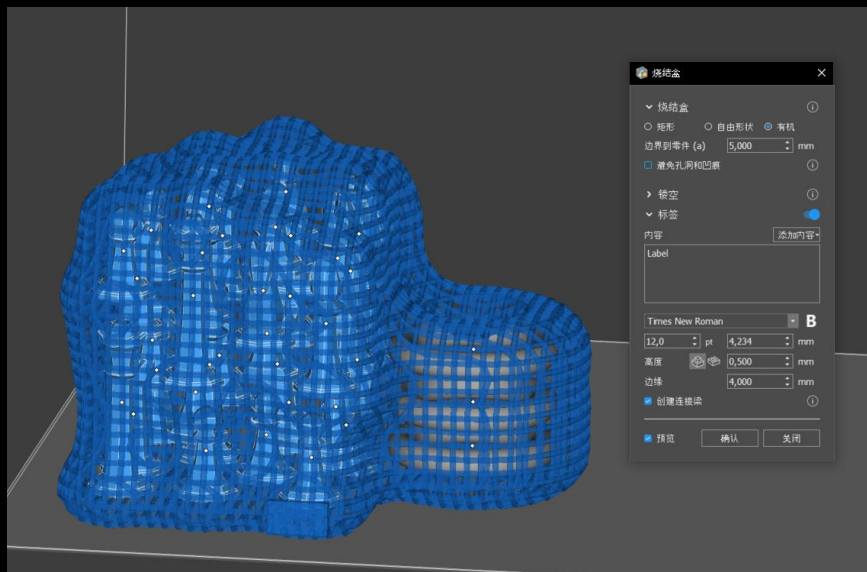 烧结盒
烧结盒
矩形 自由形状 有机
边界到零件 (a) 5,000 mm
避免孔洞和凹痕
镂空
标签
内容 添加内容
Label
Times New Roman B
12,0 pt 4,234 mm
高度 0,500 mm
边缘 4,000 mm
创建连接梁
预览 确认 关闭